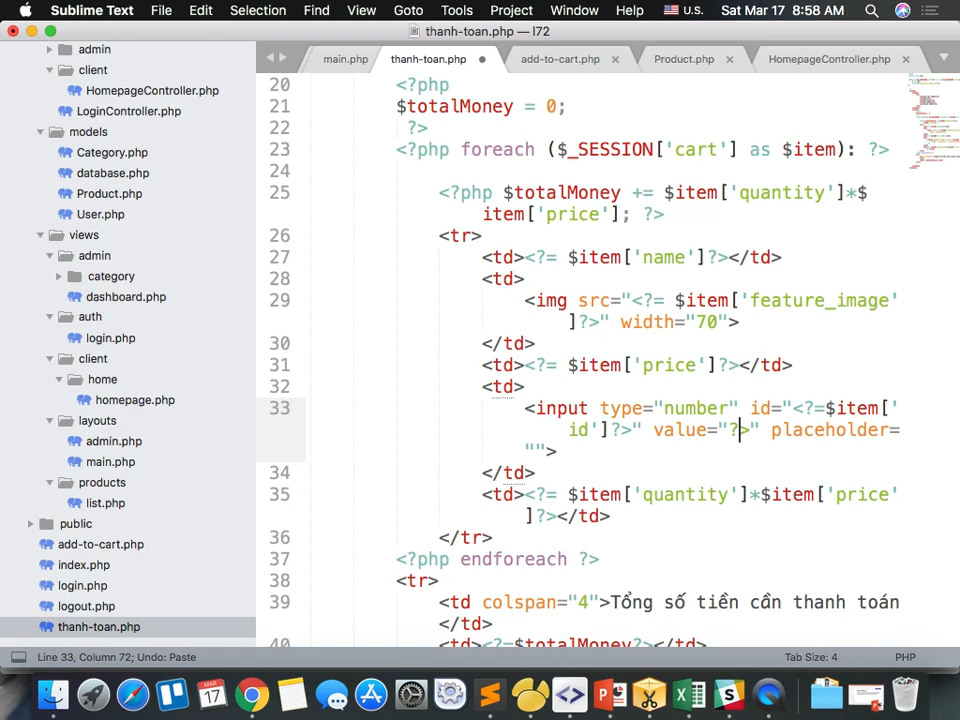 Sublime Text File Edit Selection Find View Goto Tools Project Window Help U.S. Sat Mar 17 8:58 AM
thanh-toan.php — l72
main.php thanh-toan.php add-to-cart.php Product.php HomepageController.php
admin
client
HomepageController.php
LoginController.php
models
Category.php
database.php
Product.php
User.php
views
admin
category
dashboard.php
auth
login.php
client
home
homepage.php
layouts
admin.php
main.php
products
list.php
public
add-to-cart.php
index.php
login.php
logout.php
thanh-toan.php
20 <?php
21 $totalMoney = 0;
22 ?>
23 <?php foreach ($_SESSION['cart'] as $item): ?>
24
25 <?php $totalMoney += $item['quantity']*$
item['price']; ?>
26 <tr>
27 <td><?= $item['name']?></td>
28 <td>
29 <img src="<?= $item['feature_image'
]?>" width="70">
30 </td>
31 <td><?= $item['price']?></td>
32 <td>
33 <input type="number" id="<?=$item['
id']?>" value="?>" placeholder=
"">
34 </td>
35 <td><?= $item['quantity']*$item['price'
]?></td>
36 </tr>
37 <?php endforeach ?>
38 <tr>
39 <td colspan="4">Tổng số tiền cần thanh toán
</td>
40 <td><?=$totalMoney?></td>
Line 33, Column 72; Undo: Paste Tab Size: 4 PHP
MAR
17